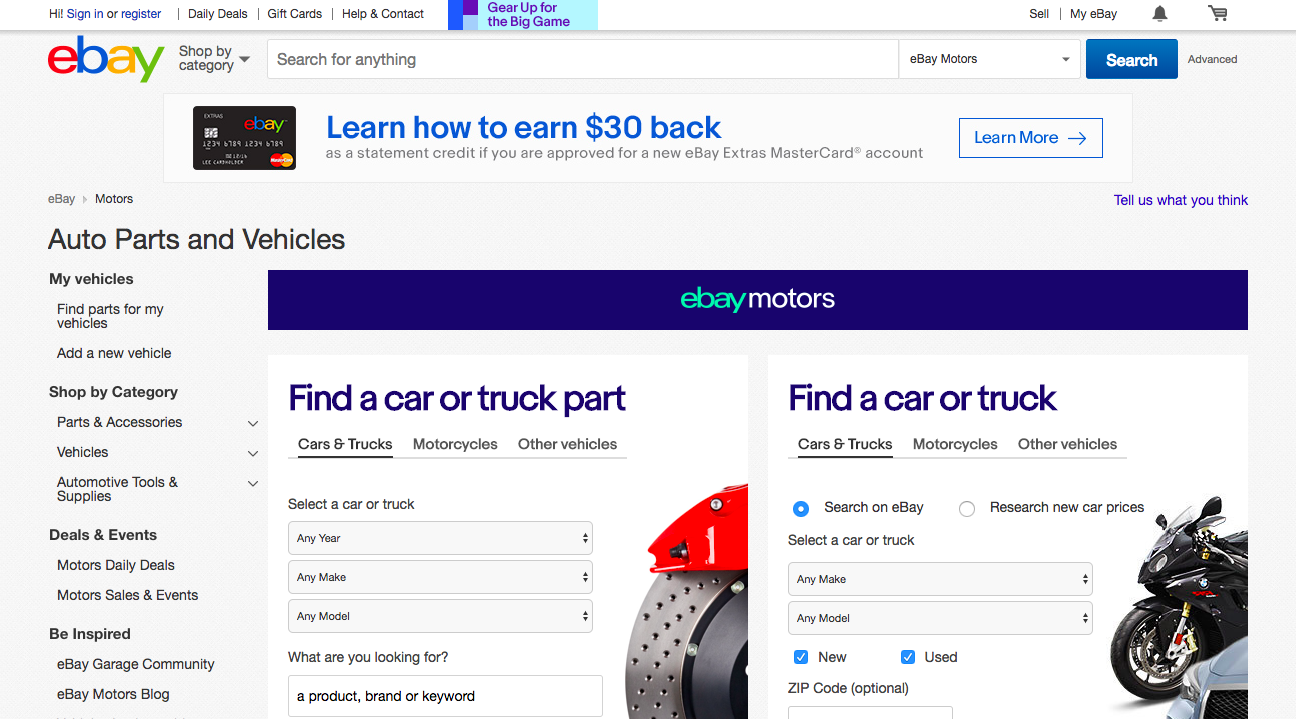 Hi! Sign in or register
Daily Deals
Gift Cards
Help & Contact
Gear Up for
the Big Game
Sell
My eBay
ebay
Shop by
category
Search for anything
eBay Motors
Search
Advanced
EXTRAS
ebay
1234 6789 1234 6789
08/12/16
LEE CARDHOLDER
MasterCard
Learn how to earn $30 back
as a statement credit if you are approved for a new eBay Extras MasterCard® account
Learn More
eBay
Motors
Tell us what you think
Auto Parts and Vehicles
My vehicles
Find parts for my
vehicles
Add a new vehicle
Shop by Category
Parts & Accessories
Vehicles
Automotive Tools &
Supplies
Deals & Events
Motors Daily Deals
Motors Sales & Events
Be Inspired
eBay Garage Community
eBay Motors Blog
ebay motors
Find a car or truck part
Cars & Trucks
Motorcycles
Other vehicles
Select a car or truck
Any Year
Any Make
Any Model
What are you looking for?
a product, brand or keyword
Find a car or truck
Cars & Trucks
Motorcycles
Other vehicles
Search on eBay
Research new car prices
Select a car or truck
Any Make
Any Model
New
Used
ZIP Code (optional)